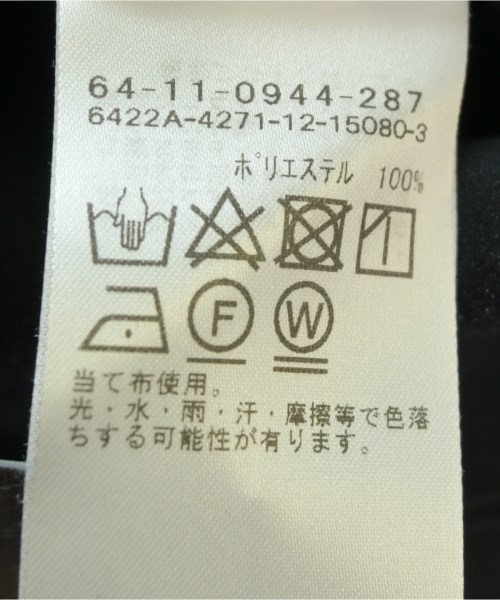 64-11-0944-287
6422A-4271-12-15080-3
ポリエステル 100%
F W
当て布使用。
光・水・雨・汗・摩擦等で色落
ちする可能性が有ります。